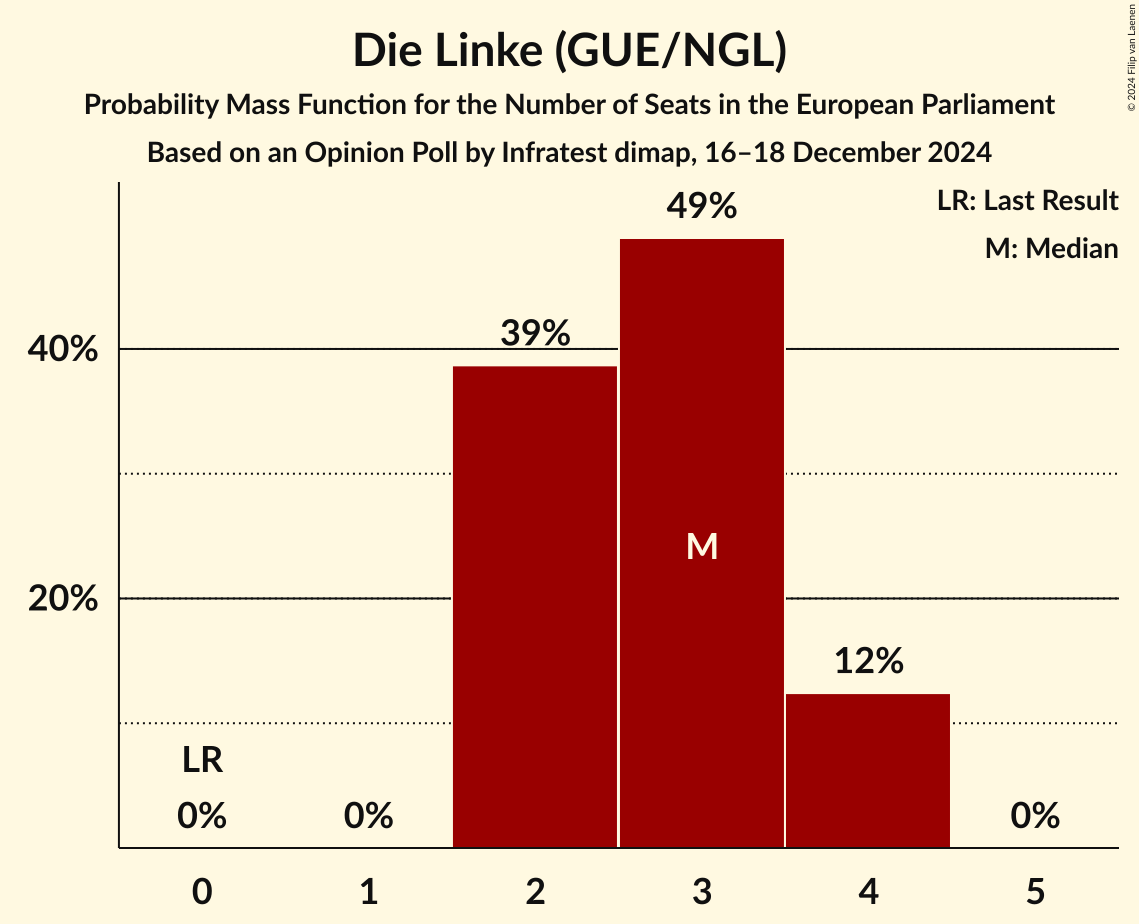 Die Linke (GUE/NGL)
Probability Mass Function for the Number of Seats in the European Parliament
Based on an Opinion Poll by Infratest dimap, 16–18 December 2024
© 2024 Filip van Laenen
LR: Last Result
M: Median
49%
39%
40%
M
20%
12%
LR
0%
0%
0%
0
1
2
3
4
5